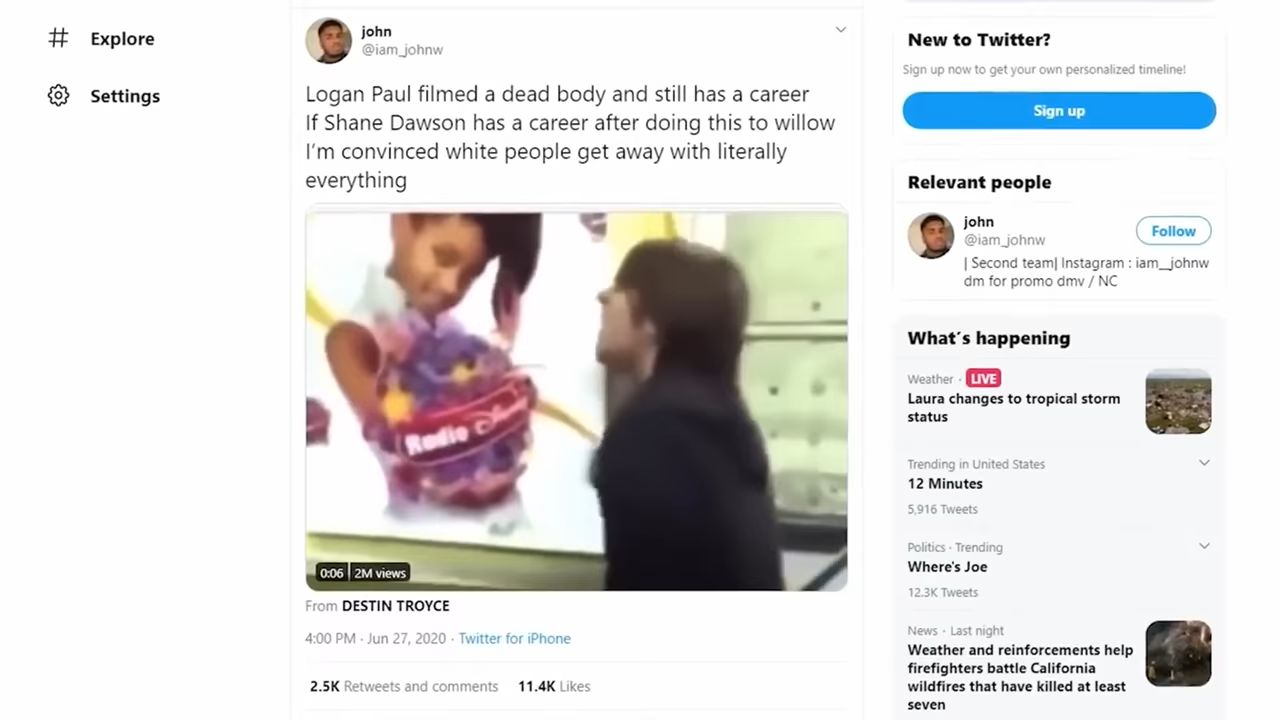 Explore
Settings
john
@iam_johnw
Logan Paul filmed a dead body and still has a career
If Shane Dawson has a career after doing this to willow
I'm convinced white people get away with literally
everything
Radio Disney
0:06 2M views
From DESTIN TROYCE
4:00 PM · Jun 27, 2020 · Twitter for iPhone
2.5K Retweets and comments 11.4K Likes
New to Twitter?
Sign up now to get your own personalized timeline!
Sign up
Relevant people
john
@iam_johnw
Follow
| Second team| Instagram : iam__johnw
dm for promo dmv / NC
What´s happening
Weather · LIVE
Laura changes to tropical storm
status
Trending in United States
12 Minutes
5,916 Tweets
Politics · Trending
Where's Joe
12.3K Tweets
News · Last night
Weather and reinforcements help
firefighters battle California
wildfires that have killed at least
seven